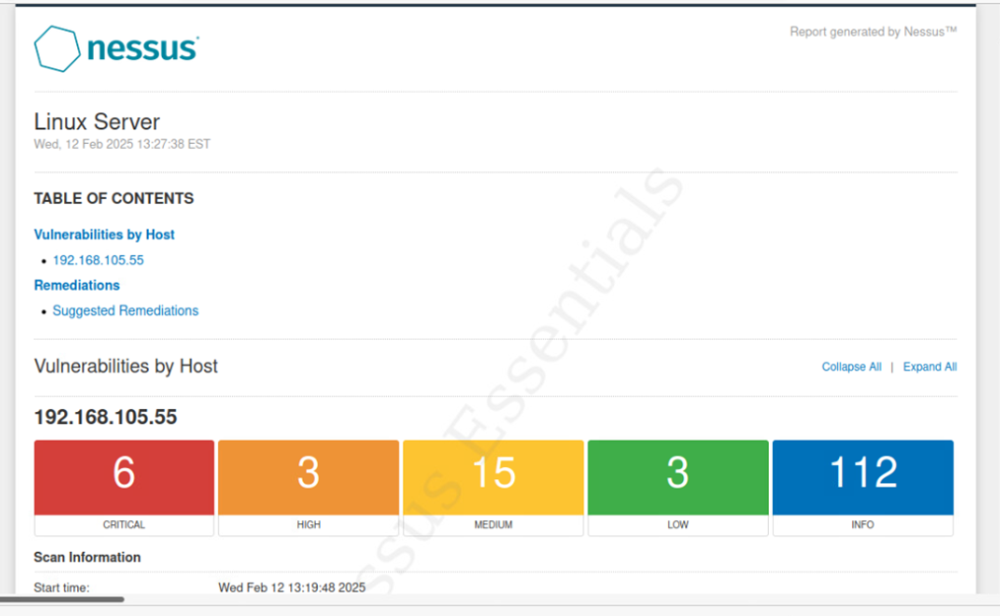 nessus
Report generated by Nessus™
Linux Server
Wed, 12 Feb 2025 13:27:38 EST
TABLE OF CONTENTS
Vulnerabilities by Host
• 192.168.105.55
Remediations
• Suggested Remediations
Vulnerabilities by Host
Collapse All | Expand All
192.168.105.55
6 3 15 3 112
CRITICAL HIGH MEDIUM LOW INFO
Scan Information
Start time: Wed Feb 12 13:19:48 2025
ssus Essentials